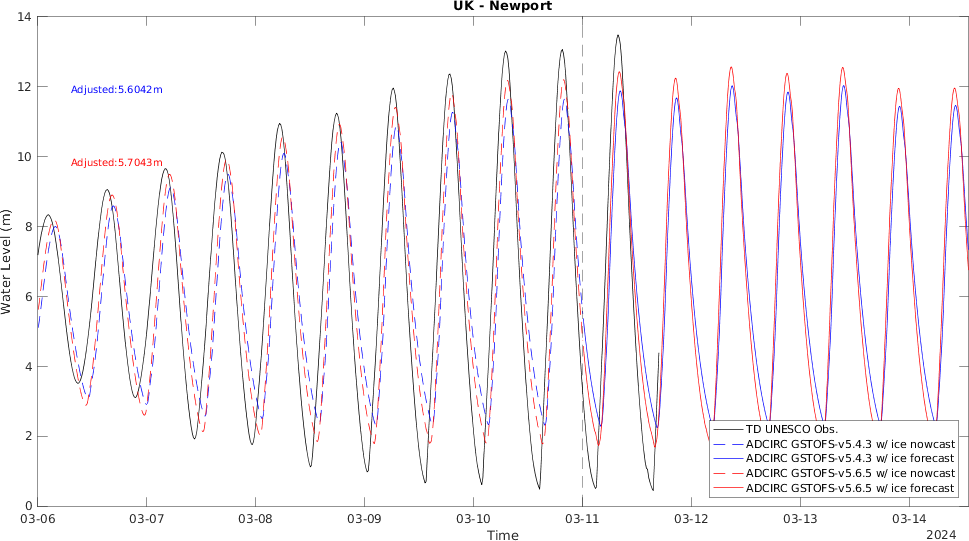 UK - Newport
14
12
10
8
6
4
2
0
Water Level (m)
Adjusted:5.6042m
Adjusted:5.7043m
TD UNESCO Obs.
ADCIRC GSTOFS-v5.4.3 w/ ice nowcast
ADCIRC GSTOFS-v5.4.3 w/ ice forecast
ADCIRC GSTOFS-v5.6.5 w/ ice nowcast
ADCIRC GSTOFS-v5.6.5 w/ ice forecast
03-06 03-07 03-08 03-09 03-10 03-11 03-12 03-13 03-14
Time
2024